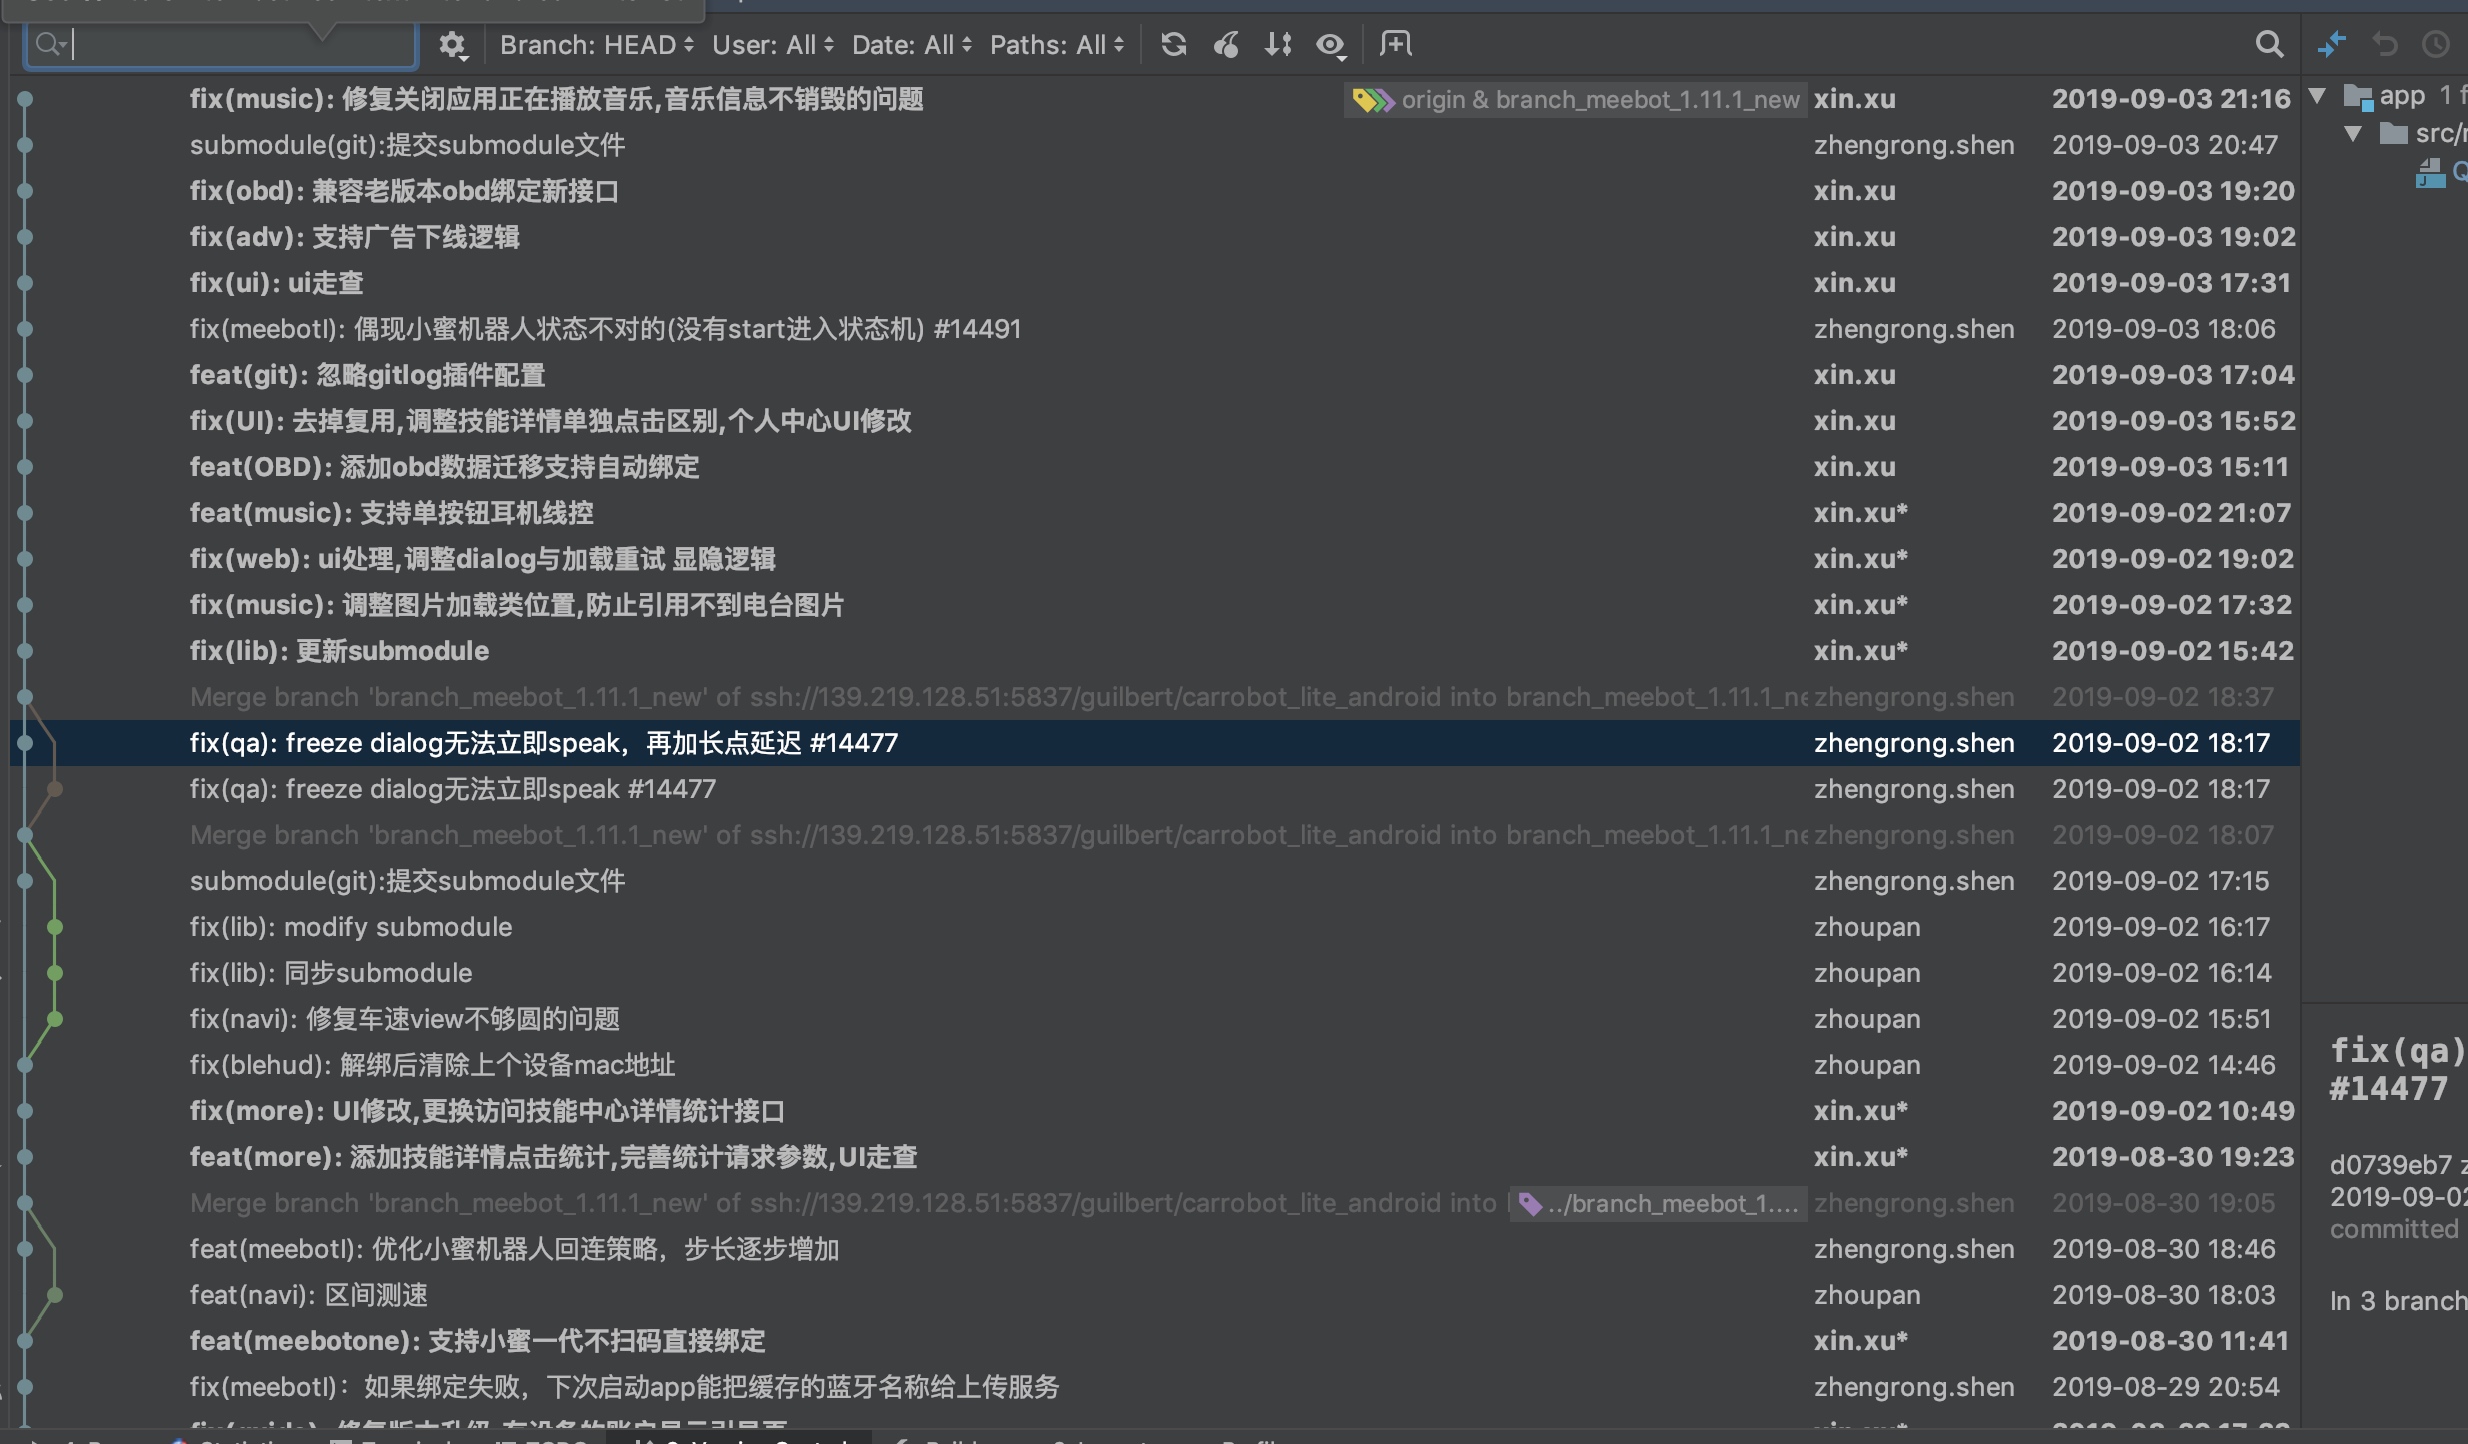 Branch: HEAD User: All Date: All Paths: All
fix(music): 修复关闭应用正在播放音乐,音乐信息不销毁的问题 origin & branch_meebot_1.11.1_new xin.xu 2019-09-03 21:16
submodule(git):提交submodule文件 zhengrong.shen 2019-09-03 20:47
fix(obd): 兼容老版本obd绑定新接口 xin.xu 2019-09-03 19:20
fix(adv): 支持广告下线逻辑 xin.xu 2019-09-03 19:02
fix(ui): ui走查 xin.xu 2019-09-03 17:31
fix(meebotI): 偶现小蜜机器人状态不对的(没有start进入状态机) #14491 zhengrong.shen 2019-09-03 18:06
feat(git): 忽略gitlog插件配置 xin.xu 2019-09-03 17:04
fix(UI): 去掉复用,调整技能详情单独点击区别,个人中心UI修改 xin.xu 2019-09-03 15:52
feat(OBD): 添加obd数据迁移支持自动绑定 xin.xu 2019-09-03 15:11
feat(music): 支持单按钮耳机线控 xin.xu* 2019-09-02 21:07
fix(web): ui处理,调整dialog与加载重试 显隐逻辑 xin.xu* 2019-09-02 19:02
fix(music): 调整图片加载类位置,防止引用不到电台图片 xin.xu* 2019-09-02 17:32
fix(lib): 更新submodule xin.xu* 2019-09-02 15:42
Merge branch 'branch_meebot_1.11.1_new' of ssh://139.219.128.51:5837/guilbert/carrobot_lite_android into branch_meebot_1.11.1_ne zhengrong.shen 2019-09-02 18:37
fix(qa): freeze dialog无法立即speak，再加长点延迟 #14477 zhengrong.shen 2019-09-02 18:17
fix(qa): freeze dialog无法立即speak #14477 zhengrong.shen 2019-09-02 18:17
Merge branch 'branch_meebot_1.11.1_new' of ssh://139.219.128.51:5837/guilbert/carrobot_lite_android into branch_meebot_1.11.1_ne zhengrong.shen 2019-09-02 18:07
submodule(git):提交submodule文件 zhengrong.shen 2019-09-02 17:15
fix(lib): modify submodule zhoupan 2019-09-02 16:17
fix(lib): 同步submodule zhoupan 2019-09-02 16:14
fix(navi): 修复车速view不够圆的问题 zhoupan 2019-09-02 15:51
fix(blehud): 解绑后清除上个设备mac地址 zhoupan 2019-09-02 14:46
fix(more): UI修改,更换访问技能中心详情统计接口 xin.xu* 2019-09-02 10:49
feat(more): 添加技能详情点击统计,完善统计请求参数,UI走查 xin.xu* 2019-08-30 19:23
Merge branch 'branch_meebot_1.11.1_new' of ssh://139.219.128.51:5837/guilbert/carrobot_lite_android into ../branch_meebot_1.... zhengrong.shen 2019-08-30 19:05
feat(meebotI): 优化小蜜机器人回连策略，步长逐步增加 zhengrong.shen 2019-08-30 18:46
feat(navi): 区间测速 zhoupan 2019-08-30 18:03
feat(meebotone): 支持小蜜一代不扫码直接绑定 xin.xu* 2019-08-30 11:41
fix(meebotI)：如果绑定失败，下次启动app能把缓存的蓝牙名称给上传服务 zhengrong.shen 2019-08-29 20:54
app 1 f
src/
fix(qa)
#14477
d0739eb7 z
2019-09-02
committed
In 3 branch